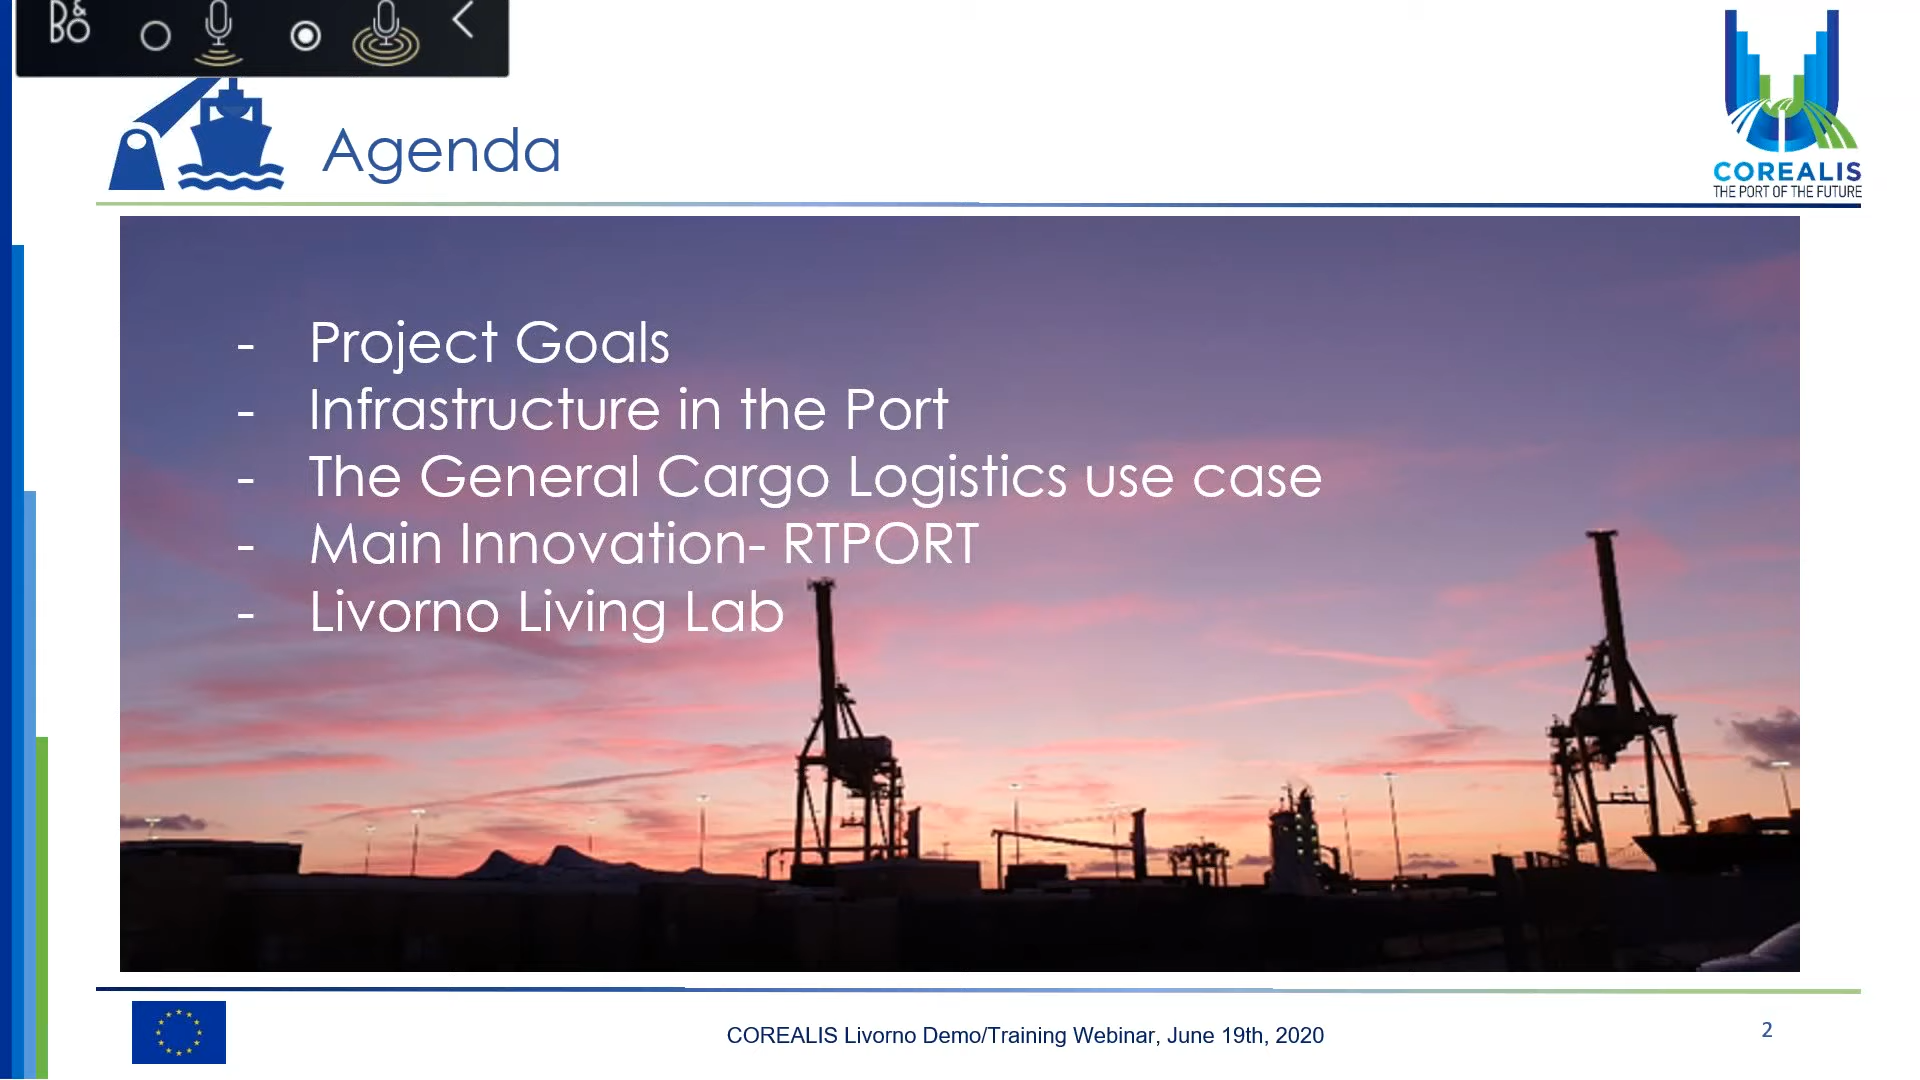 B&
BO
Agenda
COREALIS
THE PORT OF THE FUTURE
- Project Goals
- Infrastructure in the Port
- The General Cargo Logistics use case
- Main Innovation- RTPORT
- Livorno Living Lab
COREALIS Livorno Demo/Training Webinar, June 19th, 2020
2